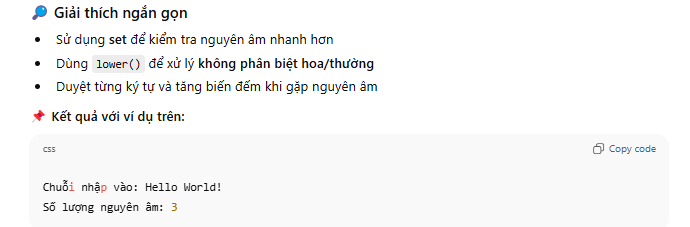 🔎 Giải thích ngắn gọn
• Sử dụng set để kiểm tra nguyên âm nhanh hơn
• Dùng lower() để xử lý không phân biệt hoa/thường
• Duyệt từng ký tự và tăng biến đếm khi gặp nguyên âm
📌 Kết quả với ví dụ trên:
css Copy code
Chuỗi nhập vào: Hello World!
Số lượng nguyên âm: 3